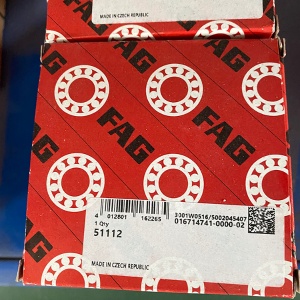 MADE IN CZECH REPUBLIC
FAG
FAG
FAG
FAG
4 012801 162265
3001W0516/5002045407
016714741-0000-02
1 Qty
51112
MADE IN CZECH REPUBLIC